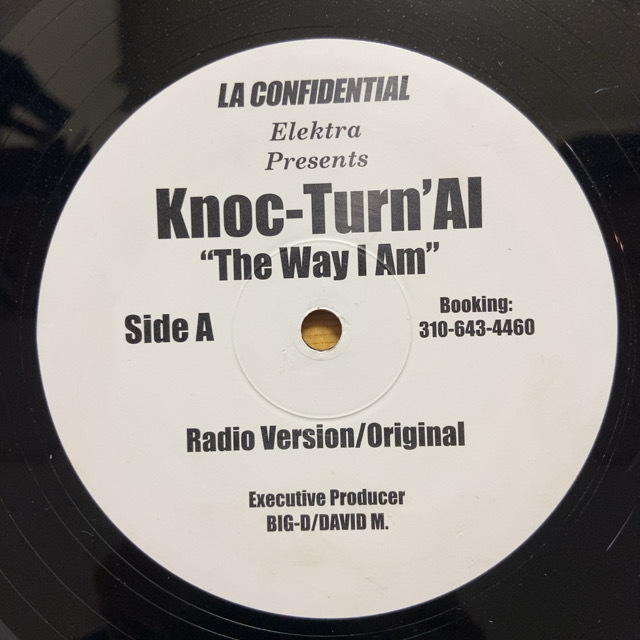 LA CONFIDENTIAL
Elektra
Presents
Knoc-Turn'Al
"The Way I Am"
Side A
Booking:
310-643-4460
Radio Version/Original
Executive Producer
BIG-D/DAVID M.